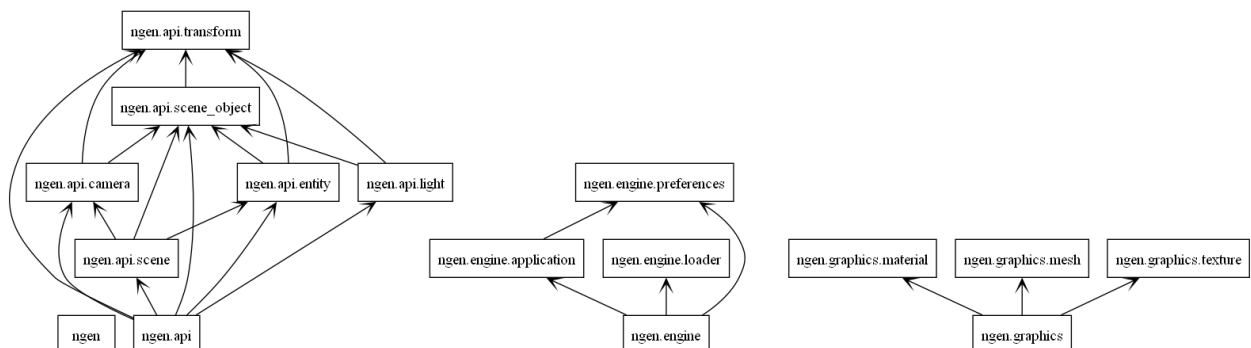 ngen.api.transform
ngen.api.scene_object
ngen.api.camera
ngen.api.entity
ngen.api.light
ngen.engine.preferences
ngen.api.scene
ngen.engine.application
ngen.engine.loader
ngen.graphics.material
ngen.graphics.mesh
ngen.graphics.texture
ngen
ngen.api
ngen.engine
ngen.graphics